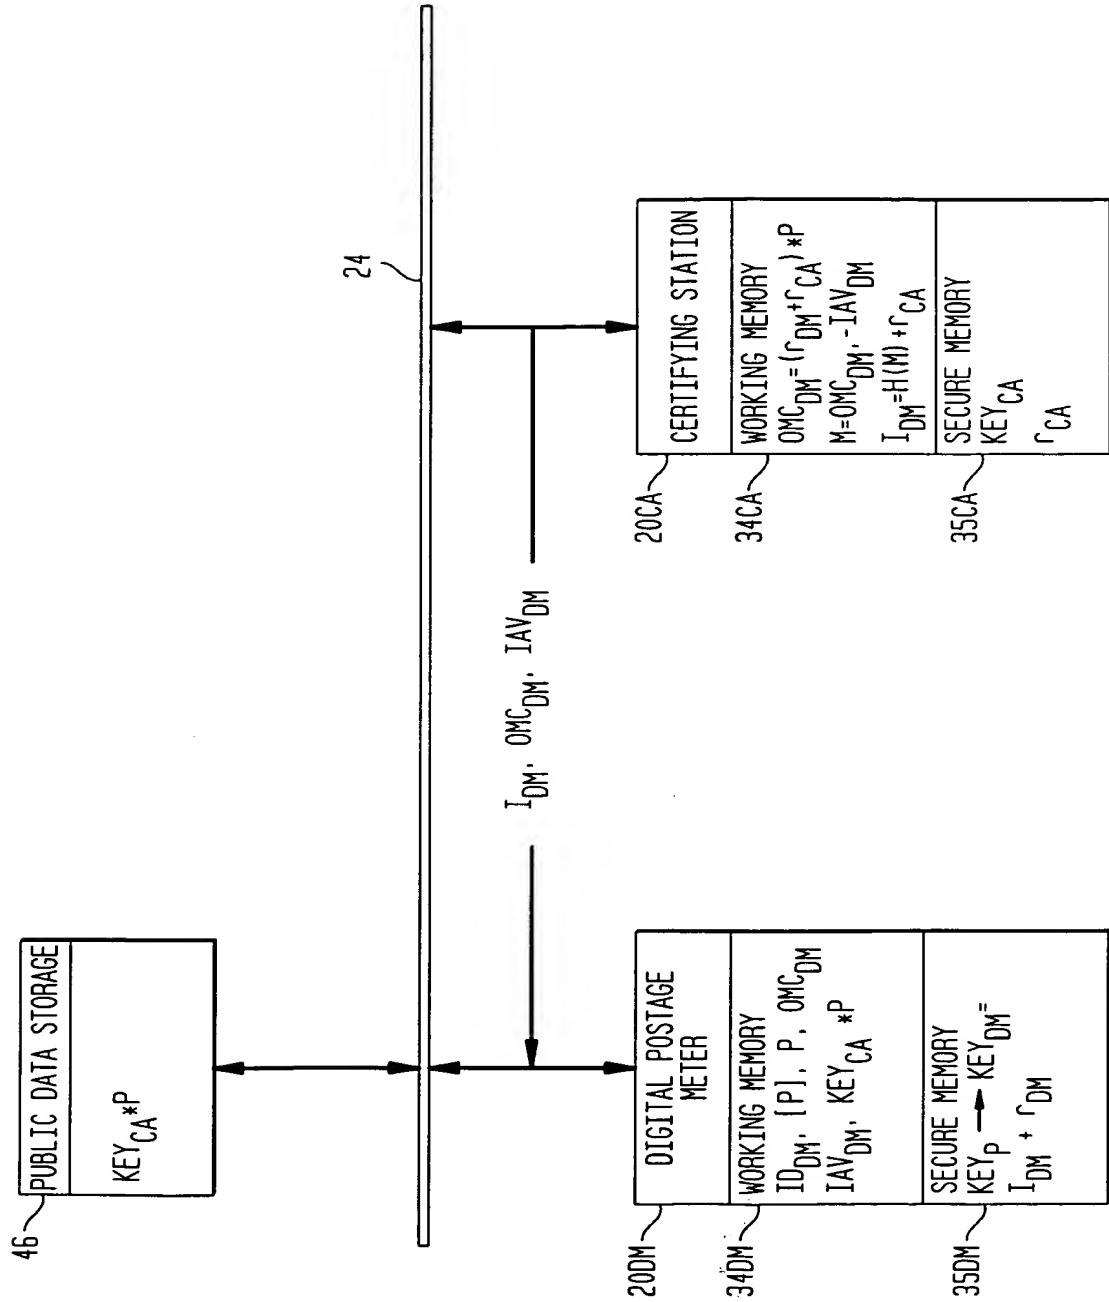 46
PUBLIC DATA STORAGE
KEY_CA*P
24
I_DM, OMC_DM, IAV_DM
20DM
DIGITAL POSTAGE
METER
34DM
WORKING MEMORY
ID_DM, [P], P, OMC_DM
IAV_DM, KEY_CA *P
35DM
SECURE MEMORY
KEY_P → KEY_DM=
I_DM + r_DM
20CA
CERTIFYING STATION
34CA
WORKING MEMORY
OMC_DM=(r_DM+r_CA)*P
M=OMC_DM,-IAV_DM
I_DM=H(M)+r_CA
35CA
SECURE MEMORY
KEY_CA
r_CA